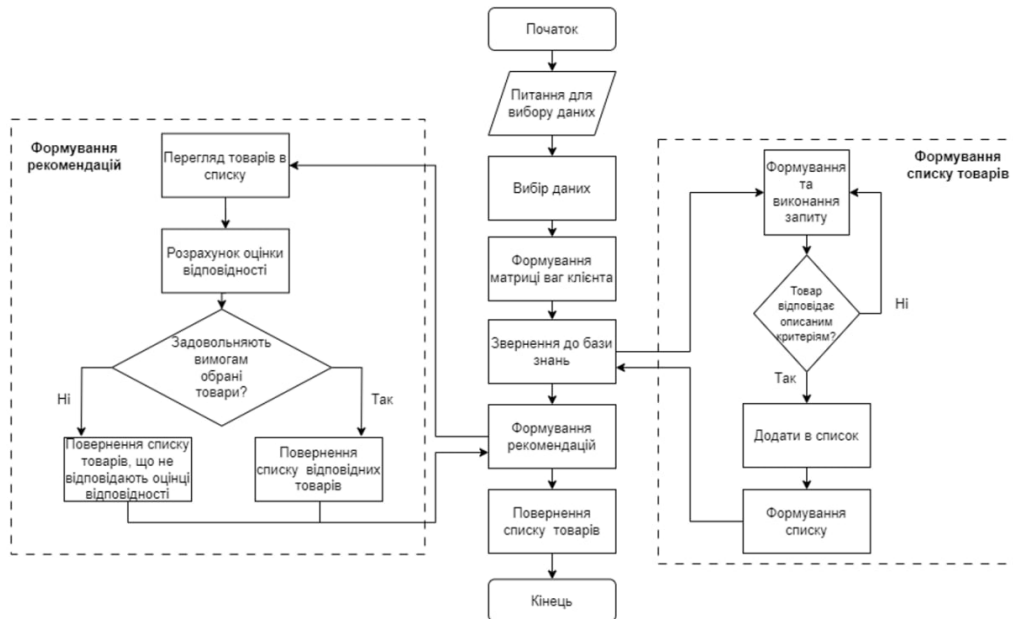 Початок
Питання для
вибору даних
Вибір даних
Формування
матриці ваг клієнта
Звернення до бази
знань
Формування
рекомендацій
Повернення
списку товарів
Кінець
Формування
рекомендацій
Перегляд товарів в
списку
Розрахунок оцінки
відповідності
Задовольняють
вимогам
обрані
товари?
Ні
Так
Повернення списку
товарів, що не
відповідають оцінці
відповідності
Повернення
списку відповідних
товарів
Формування
списку товарів
Формування
та
виконання
запиту
Товар
відповідає
описаним
критеріям?
Ні
Так
Додати в список
Формування
списку